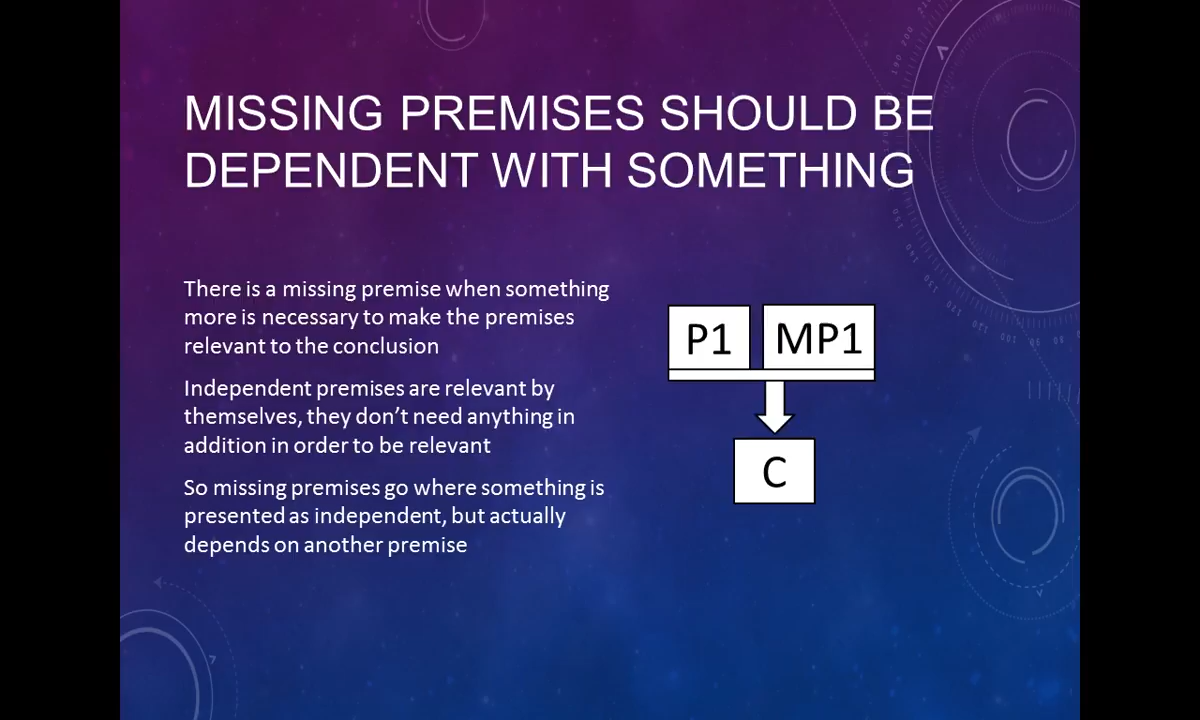 MISSING PREMISES SHOULD BE
DEPENDENT WITH SOMETHING
There is a missing premise when something
more is necessary to make the premises
relevant to the conclusion
Independent premises are relevant by
themselves, they don’t need anything in
addition in order to be relevant
So missing premises go where something is
presented as independent, but actually
depends on another premise
P1 MP1
C